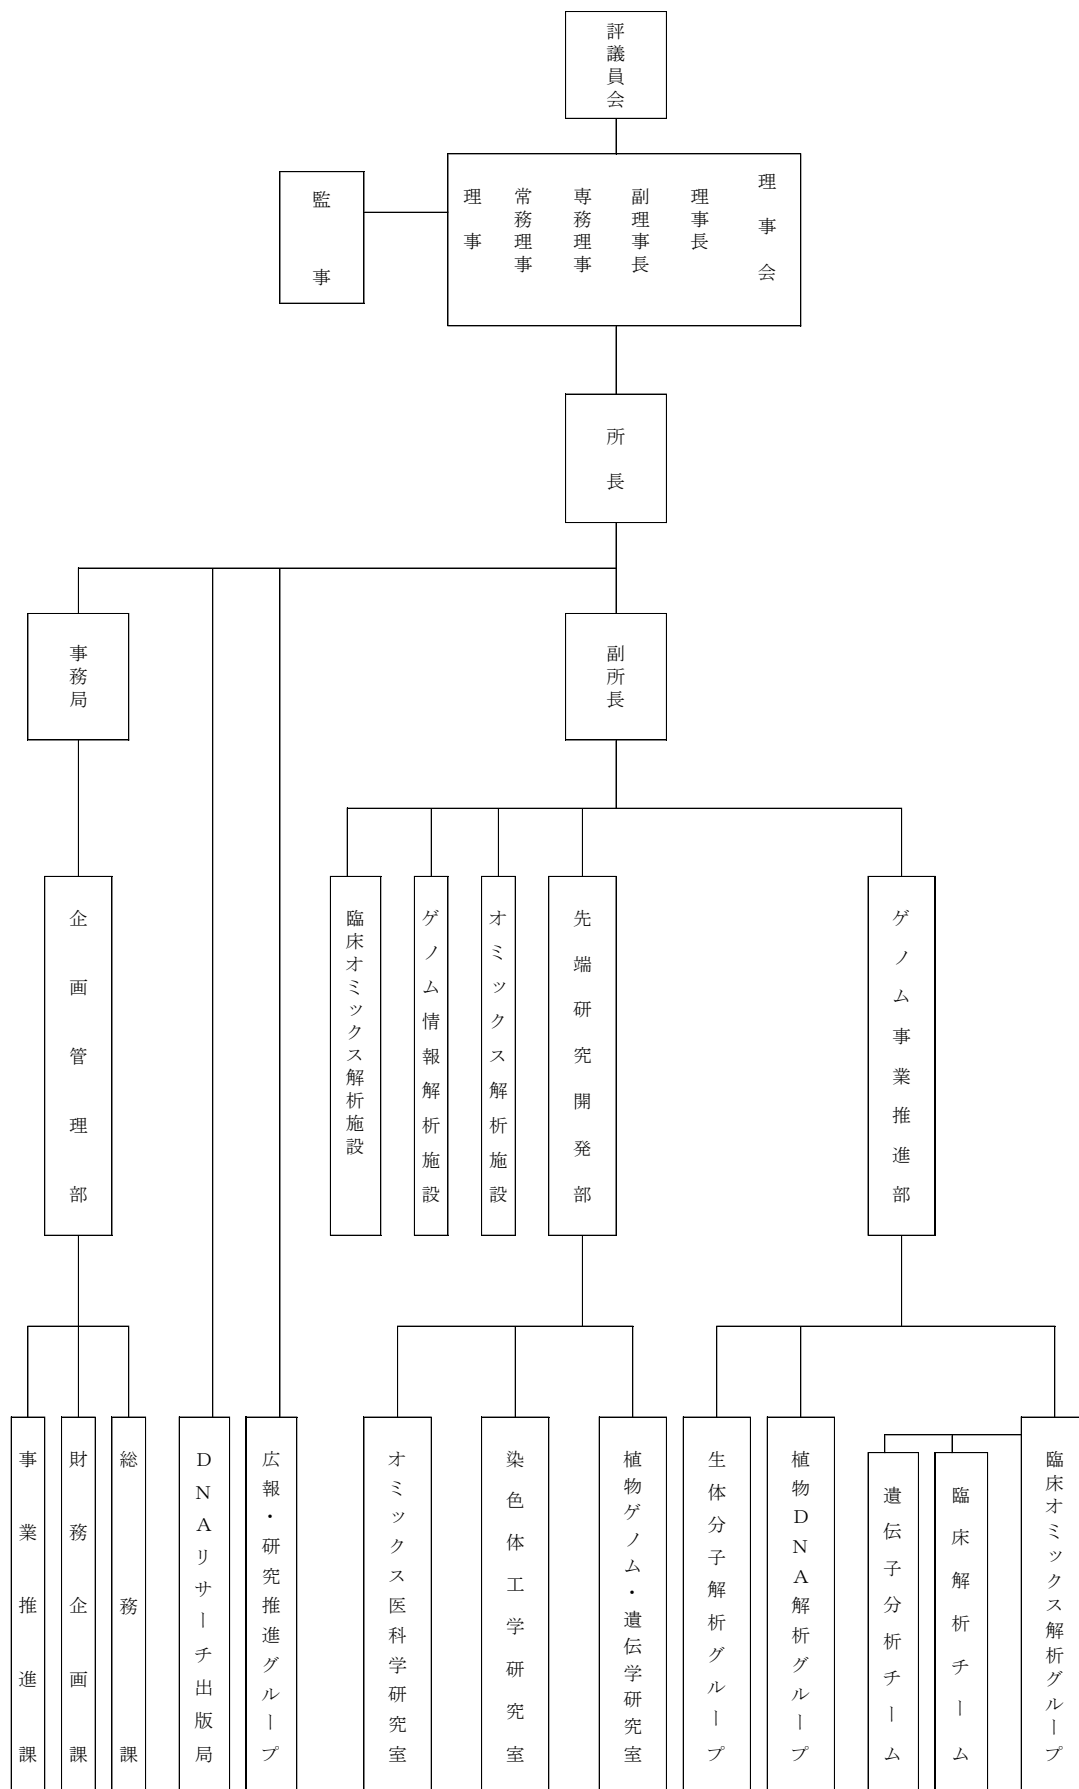 評議員会
理事会
理事長
副理事長
専務理事
常務理事
理事
監事
所長
副所長
事務局
ゲノム事業推進部
先端研究開発部
オミックス解析施設
ゲノム情報解析施設
臨床オミックス解析施設
企画管理部
臨床オミックス解析グループ
臨床解析チーム
遺伝子分析チーム
植物DNA解析グループ
生体分子解析グループ
植物ゲノム・遺伝学研究室
染色体工学研究室
オミックス医科学研究室
広報・研究推進グループ
DNAリサーチ出版局
総務課
財務企画課
事業推進課